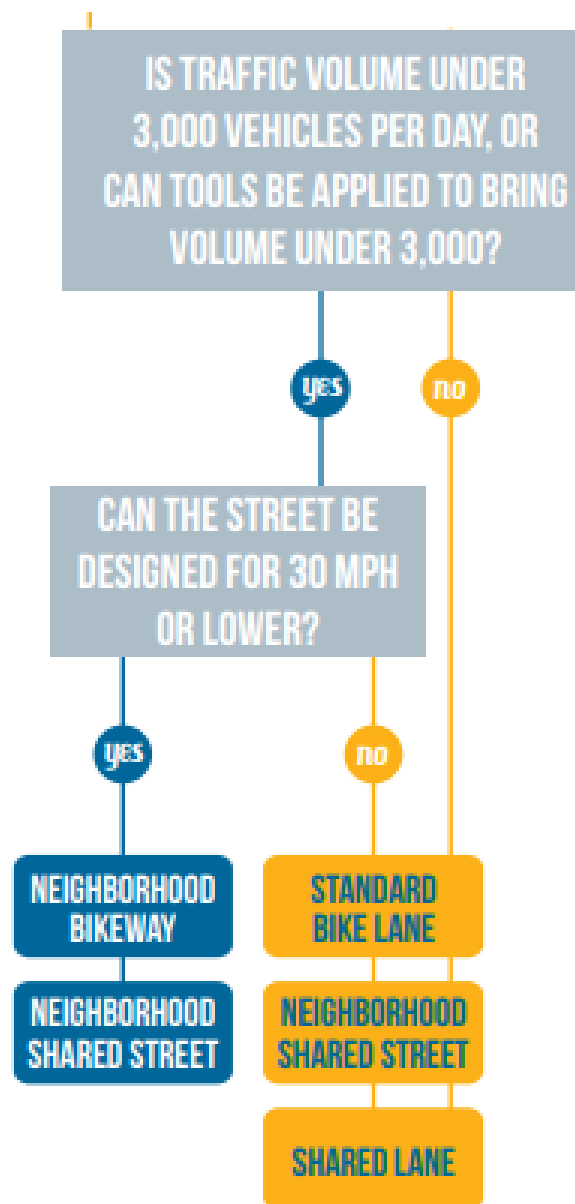 IS TRAFFIC VOLUME UNDER
3,000 VEHICLES PER DAY, OR
CAN TOOLS BE APPLIED TO BRING
VOLUME UNDER 3,000?
yes
no
CAN THE STREET BE
DESIGNED FOR 30 MPH
OR LOWER?
yes
no
NEIGHBORHOOD
BIKEWAY
STANDARD
BIKE LANE
NEIGHBORHOOD
SHARED STREET
NEIGHBORHOOD
SHARED STREET
SHARED LANE